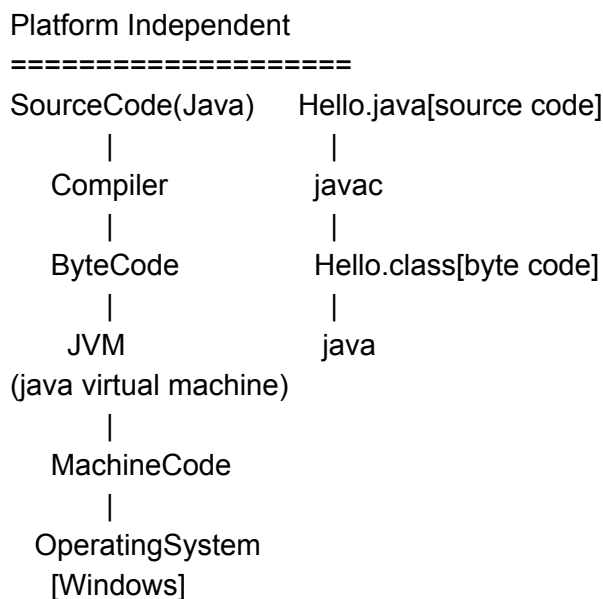 Platform Independent
====================
SourceCode(Java)     Hello.java[source code]
|                         |
Compiler                 javac
|                         |
ByteCode                 Hello.class[byte code]
|                         |
JVM                       java
(java virtual machine)
|
MachineCode
|
OperatingSystem
[Windows]